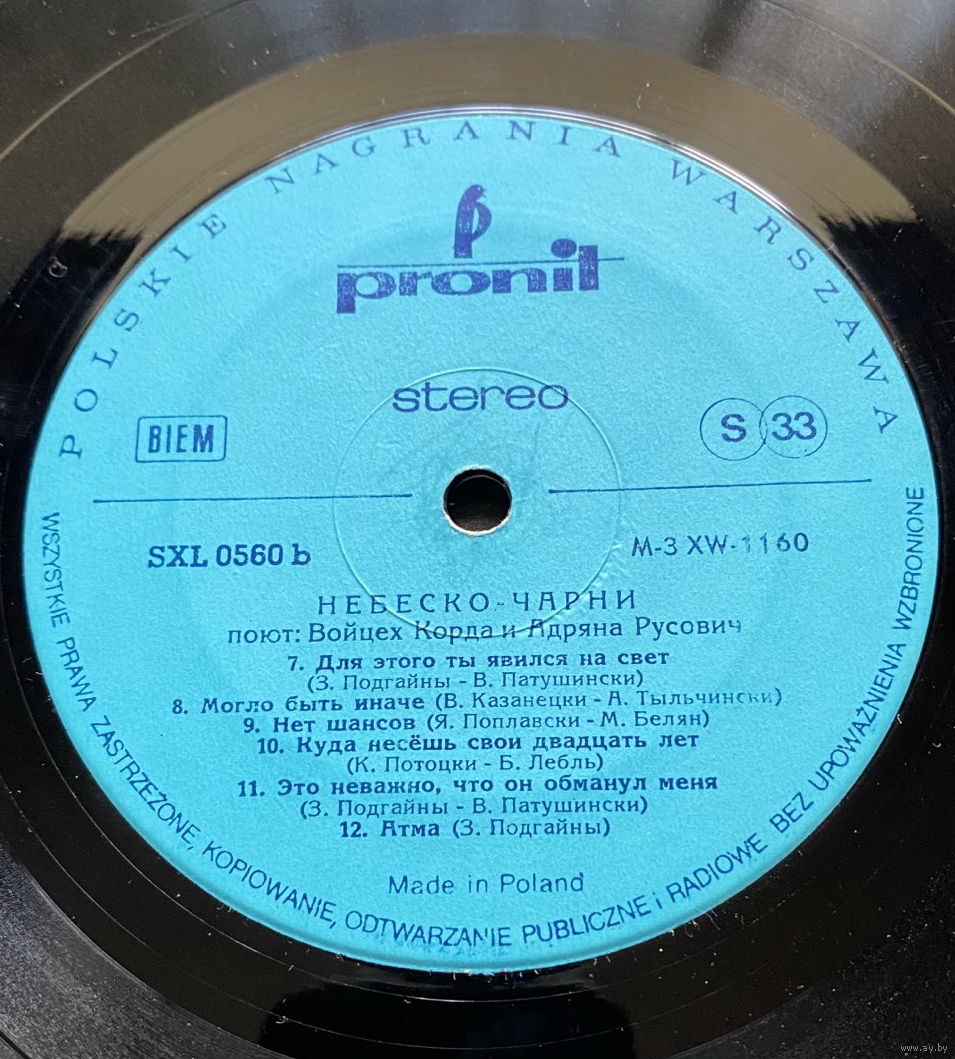 POLSKIE NAGRANIA WARSZAWA
pronit
stereo
BIEM
S 33
SXL 0560 b
M-3 XW-1160
НЕБЕСКО-ЧАРНИ
поют: Войцех Корда и Адряна Русович
7. Для этого ты явился на свет
(З. Подгайны - В. Патушински)
8. Могло быть иначе (В. Казанецки - А. Тыльчински)
9. Нет шансов (Я. Поплавски - М. Белян)
10. Куда несёшь свои двадцать лет
(К. Потоцки - Б. Лебль)
11. Это неважно, что он обманул меня
(З. Подгайны - В. Патушински)
12. Атма (З. Подгайны)
Made in Poland
WSZYSTKIE PRAWA ZASTRZEŻONE, KOPIOWANIE, ODTWARZANIE PUBLICZNE i RADIOWE BEZ UPOWAŻNIENIA WZBRONIONE
www.ay.by